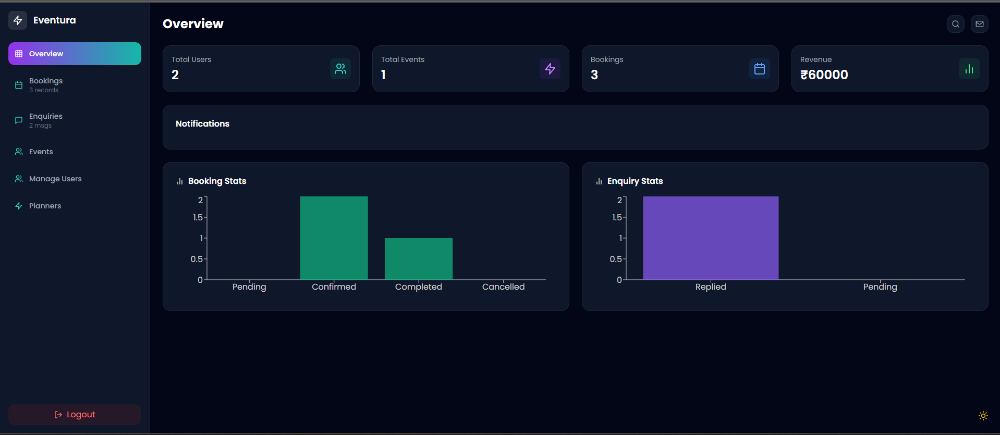 Eventura
Overview
Bookings
3 records
Enquiries
2 msgs
Events
Manage Users
Planners
Logout
Overview
Total Users
2
Total Events
1
Bookings
3
Revenue
₹60000
Notifications
Booking Stats
2
1.5
1
0.5
0
Pending Confirmed Completed Cancelled
Enquiry Stats
2
1.5
1
0.5
0
Replied Pending